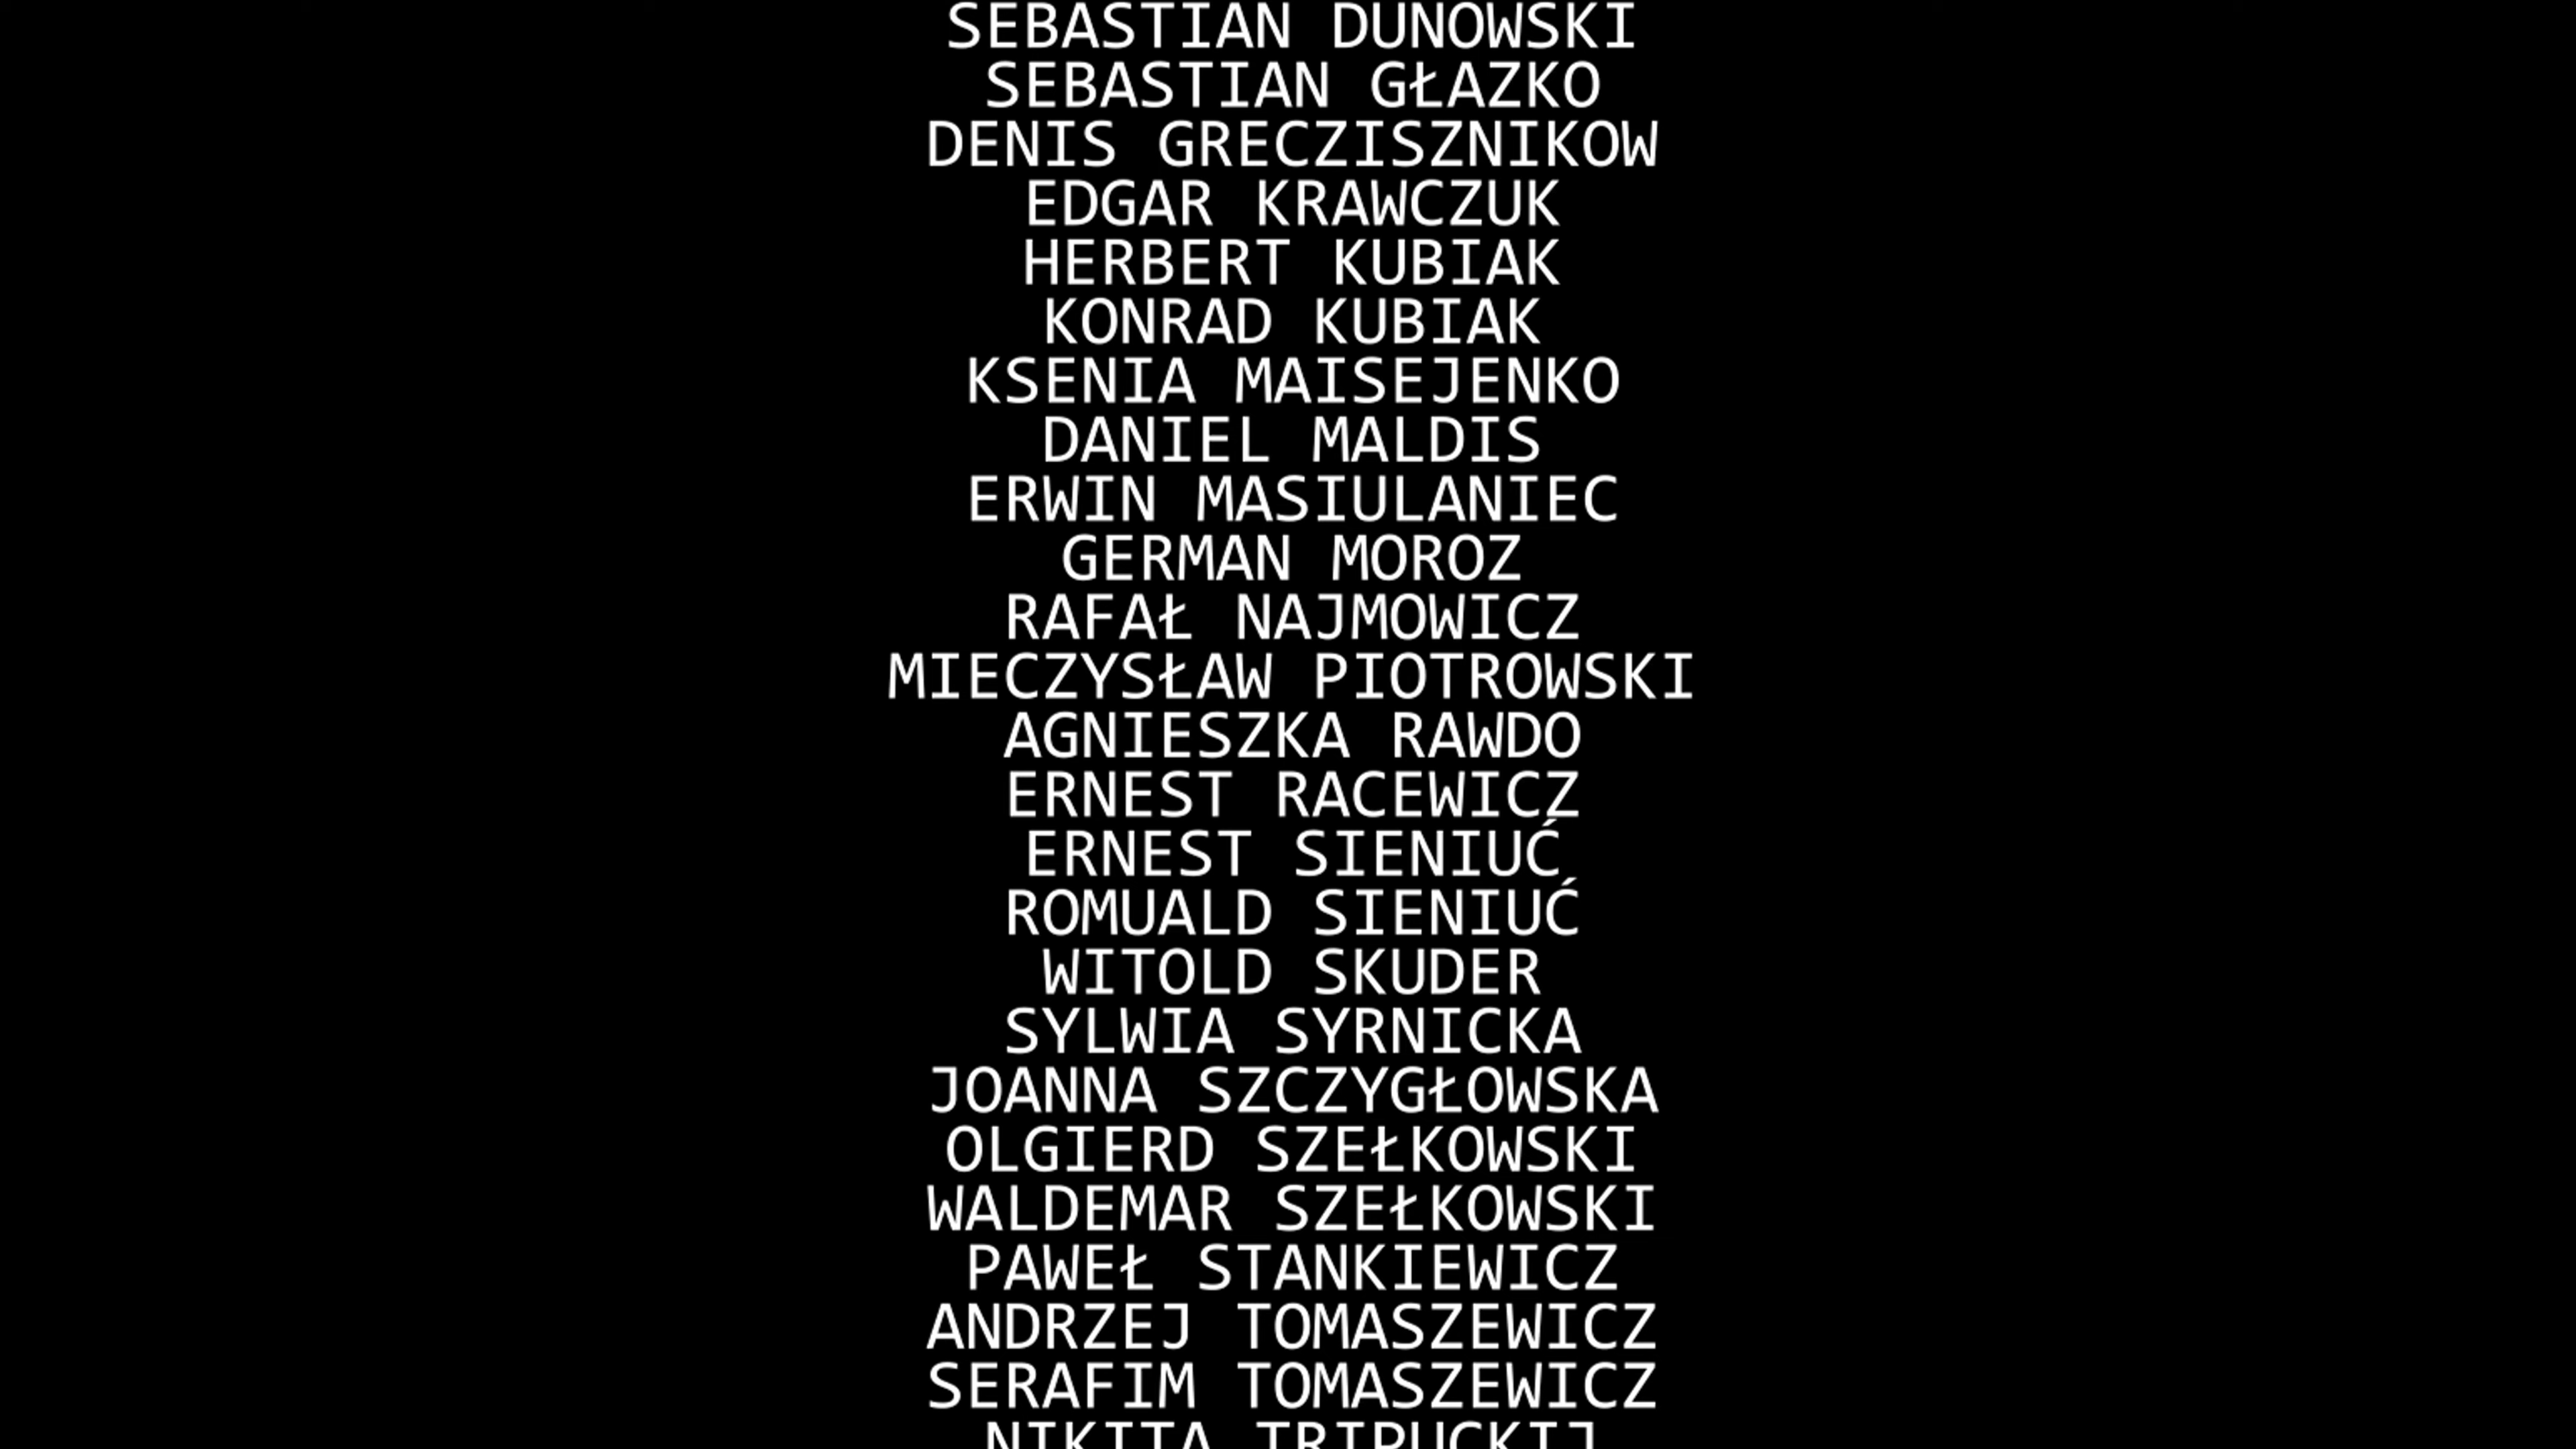 SEBASTIAN DUNOWSKI
SEBASTIAN GŁAZKO
DENIS GRECZISZNIKOW
EDGAR KRAWCZUK
HERBERT KUBIAK
KONRAD KUBIAK
KSENIA MAISEJENKO
DANIEL MALDIS
ERWIN MASIULANIEC
GERMAN MOROZ
RAFAŁ NAJMOWICZ
MIECZYSŁAW PIOTROWSKI
AGNIESZKA RAWDO
ERNEST RACEWICZ
ERNEST SIENIUĆ
ROMUALD SIENIUĆ
WITOLD SKUDER
SYLWIA SYRNICKA
JOANNA SZCZYGŁOWSKA
OLGIERD SZEŁKOWSKI
WALDEMAR SZEŁKOWSKI
PAWEŁ STANKIEWICZ
ANDRZEJ TOMASZEWICZ
SERAFIM TOMASZEWICZ
NIKITA